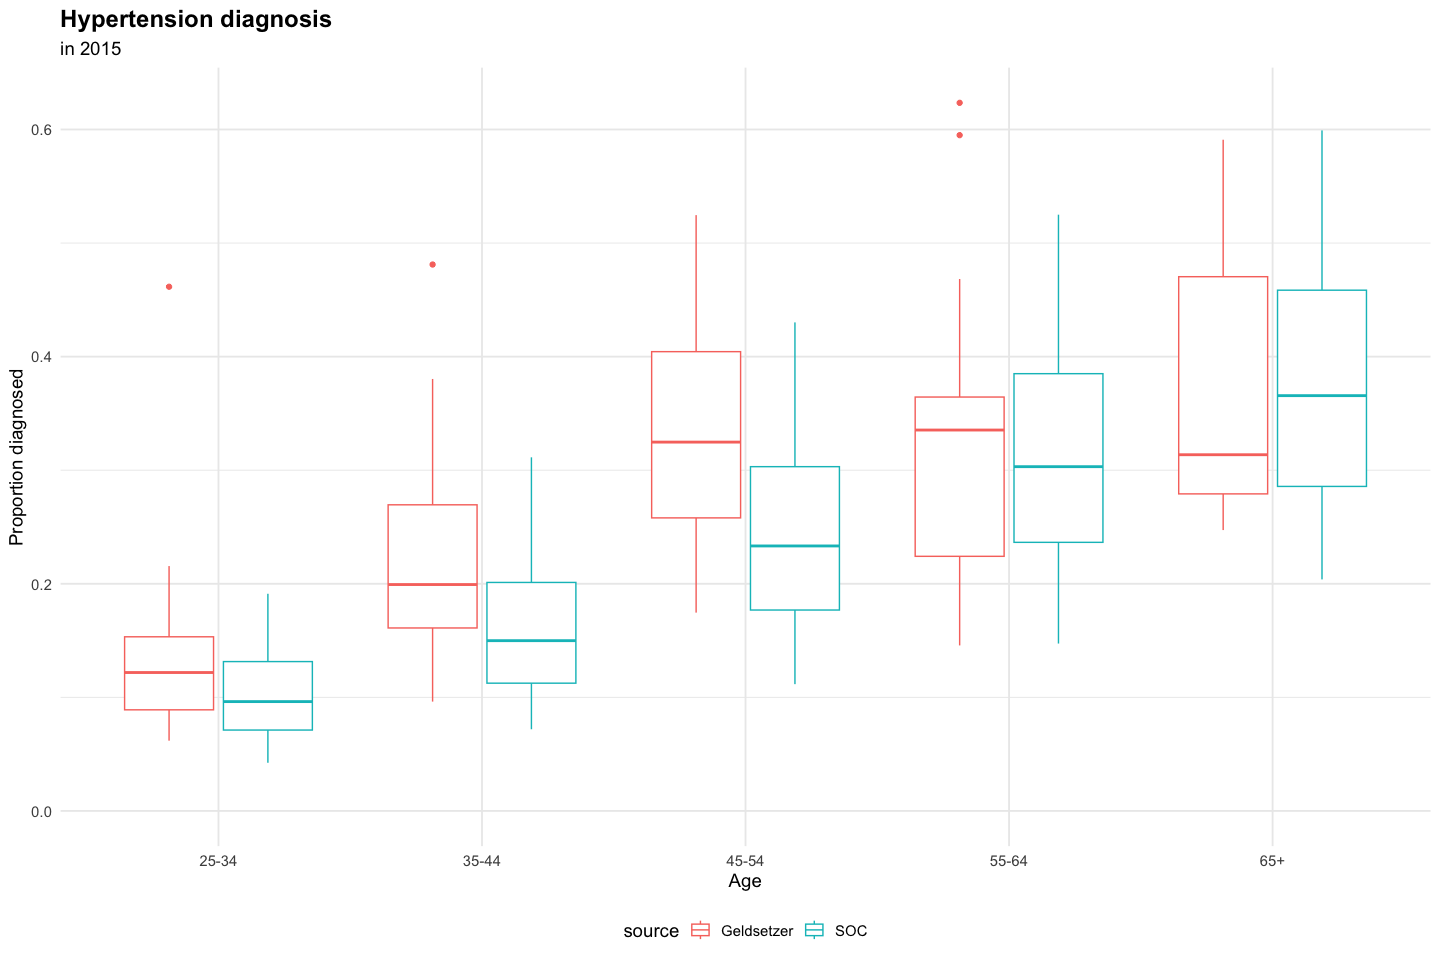 Hypertension diagnosis
in 2015
Proportion diagnosed
0.6
0.4
0.2
0.0
25-34 35-44 45-54 55-64 65+
Age
source Geldsetzer SOC